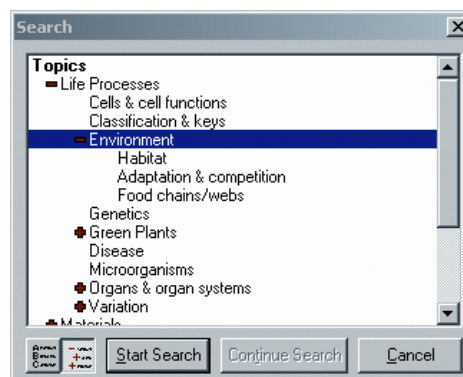 Search
Topics
Life Processes
Cells & cell functions
Classification & keys
Environment
Habitat
Adaptation & competition
Food chains/webs
Genetics
Green Plants
Disease
Microorganisms
Organs & organ systems
Variation
Materials
Start Search
Continue Search
Cancel